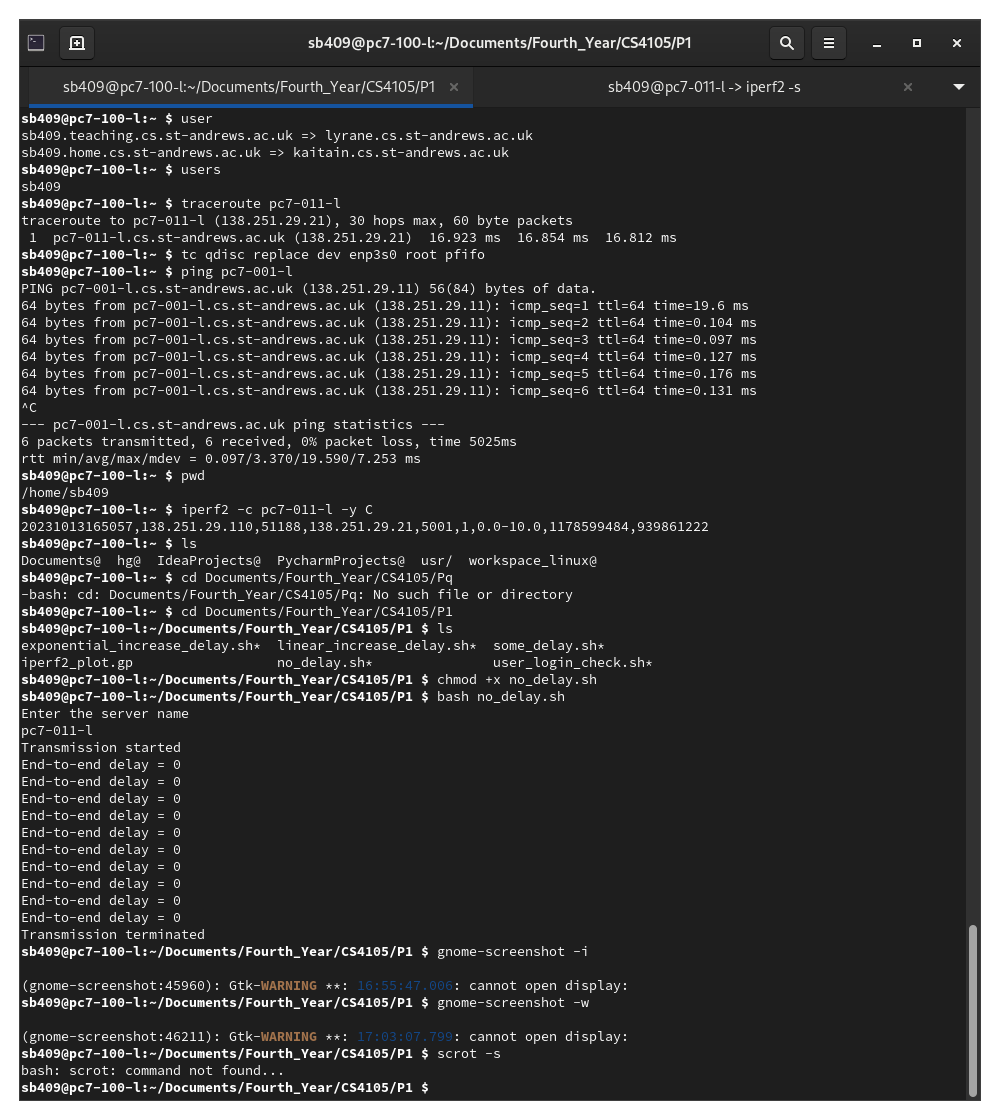 sb409@pc7-100-l:~/Documents/Fourth_Year/CS4105/P1
sb409@pc7-100-l:~/Documents/Fourth_Year/CS4105/P1 sb409@pc7-011-l -> iperf2 -s
sb409@pc7-100-l:~ $ user
sb409.teaching.cs.st-andrews.ac.uk => lyrane.cs.st-andrews.ac.uk
sb409.home.cs.st-andrews.ac.uk => kaitain.cs.st-andrews.ac.uk
sb409@pc7-100-l:~ $ users
sb409
sb409@pc7-100-l:~ $ traceroute pc7-011-l
traceroute to pc7-011-l (138.251.29.21), 30 hops max, 60 byte packets
 1  pc7-011-l.cs.st-andrews.ac.uk (138.251.29.21)  16.923 ms  16.854 ms  16.812 ms
sb409@pc7-100-l:~ $ tc qdisc replace dev enp3s0 root pfifo
sb409@pc7-100-l:~ $ ping pc7-001-l
PING pc7-001-l.cs.st-andrews.ac.uk (138.251.29.11) 56(84) bytes of data.
64 bytes from pc7-001-l.cs.st-andrews.ac.uk (138.251.29.11): icmp_seq=1 ttl=64 time=19.6 ms
64 bytes from pc7-001-l.cs.st-andrews.ac.uk (138.251.29.11): icmp_seq=2 ttl=64 time=0.104 ms
64 bytes from pc7-001-l.cs.st-andrews.ac.uk (138.251.29.11): icmp_seq=3 ttl=64 time=0.097 ms
64 bytes from pc7-001-l.cs.st-andrews.ac.uk (138.251.29.11): icmp_seq=4 ttl=64 time=0.127 ms
64 bytes from pc7-001-l.cs.st-andrews.ac.uk (138.251.29.11): icmp_seq=5 ttl=64 time=0.176 ms
64 bytes from pc7-001-l.cs.st-andrews.ac.uk (138.251.29.11): icmp_seq=6 ttl=64 time=0.131 ms
^C
--- pc7-001-l.cs.st-andrews.ac.uk ping statistics ---
6 packets transmitted, 6 received, 0% packet loss, time 5025ms
rtt min/avg/max/mdev = 0.097/3.370/19.590/7.253 ms
sb409@pc7-100-l:~ $ pwd
/home/sb409
sb409@pc7-100-l:~ $ iperf2 -c pc7-011-l -y C
20231013165057,138.251.29.110,51188,138.251.29.21,5001,1,0.0-10.0,1178599484,939861222
sb409@pc7-100-l:~ $ ls
Documents@  hg@  IdeaProjects@  PycharmProjects@  usr/  workspace_linux@
sb409@pc7-100-l:~ $ cd Documents/Fourth_Year/CS4105/Pq
-bash: cd: Documents/Fourth_Year/CS4105/Pq: No such file or directory
sb409@pc7-100-l:~ $ cd Documents/Fourth_Year/CS4105/P1
sb409@pc7-100-l:~/Documents/Fourth_Year/CS4105/P1 $ ls
exponential_increase_delay.sh*  linear_increase_delay.sh*  some_delay.sh*
iperf2_plot.gp                  no_delay.sh*               user_login_check.sh*
sb409@pc7-100-l:~/Documents/Fourth_Year/CS4105/P1 $ chmod +x no_delay.sh
sb409@pc7-100-l:~/Documents/Fourth_Year/CS4105/P1 $ bash no_delay.sh
Enter the server name
pc7-011-l
Transmission started
End-to-end delay = 0
End-to-end delay = 0
End-to-end delay = 0
End-to-end delay = 0
End-to-end delay = 0
End-to-end delay = 0
End-to-end delay = 0
End-to-end delay = 0
End-to-end delay = 0
End-to-end delay = 0
Transmission terminated
sb409@pc7-100-l:~/Documents/Fourth_Year/CS4105/P1 $ gnome-screenshot -i
(gnome-screenshot:45960): Gtk-WARNING **: 16:55:47.006: cannot open display:
sb409@pc7-100-l:~/Documents/Fourth_Year/CS4105/P1 $ gnome-screenshot -w
(gnome-screenshot:46211): Gtk-WARNING **: 17:03:07.799: cannot open display:
sb409@pc7-100-l:~/Documents/Fourth_Year/CS4105/P1 $ scrot -s
bash: scrot: command not found...
sb409@pc7-100-l:~/Documents/Fourth_Year/CS4105/P1 $